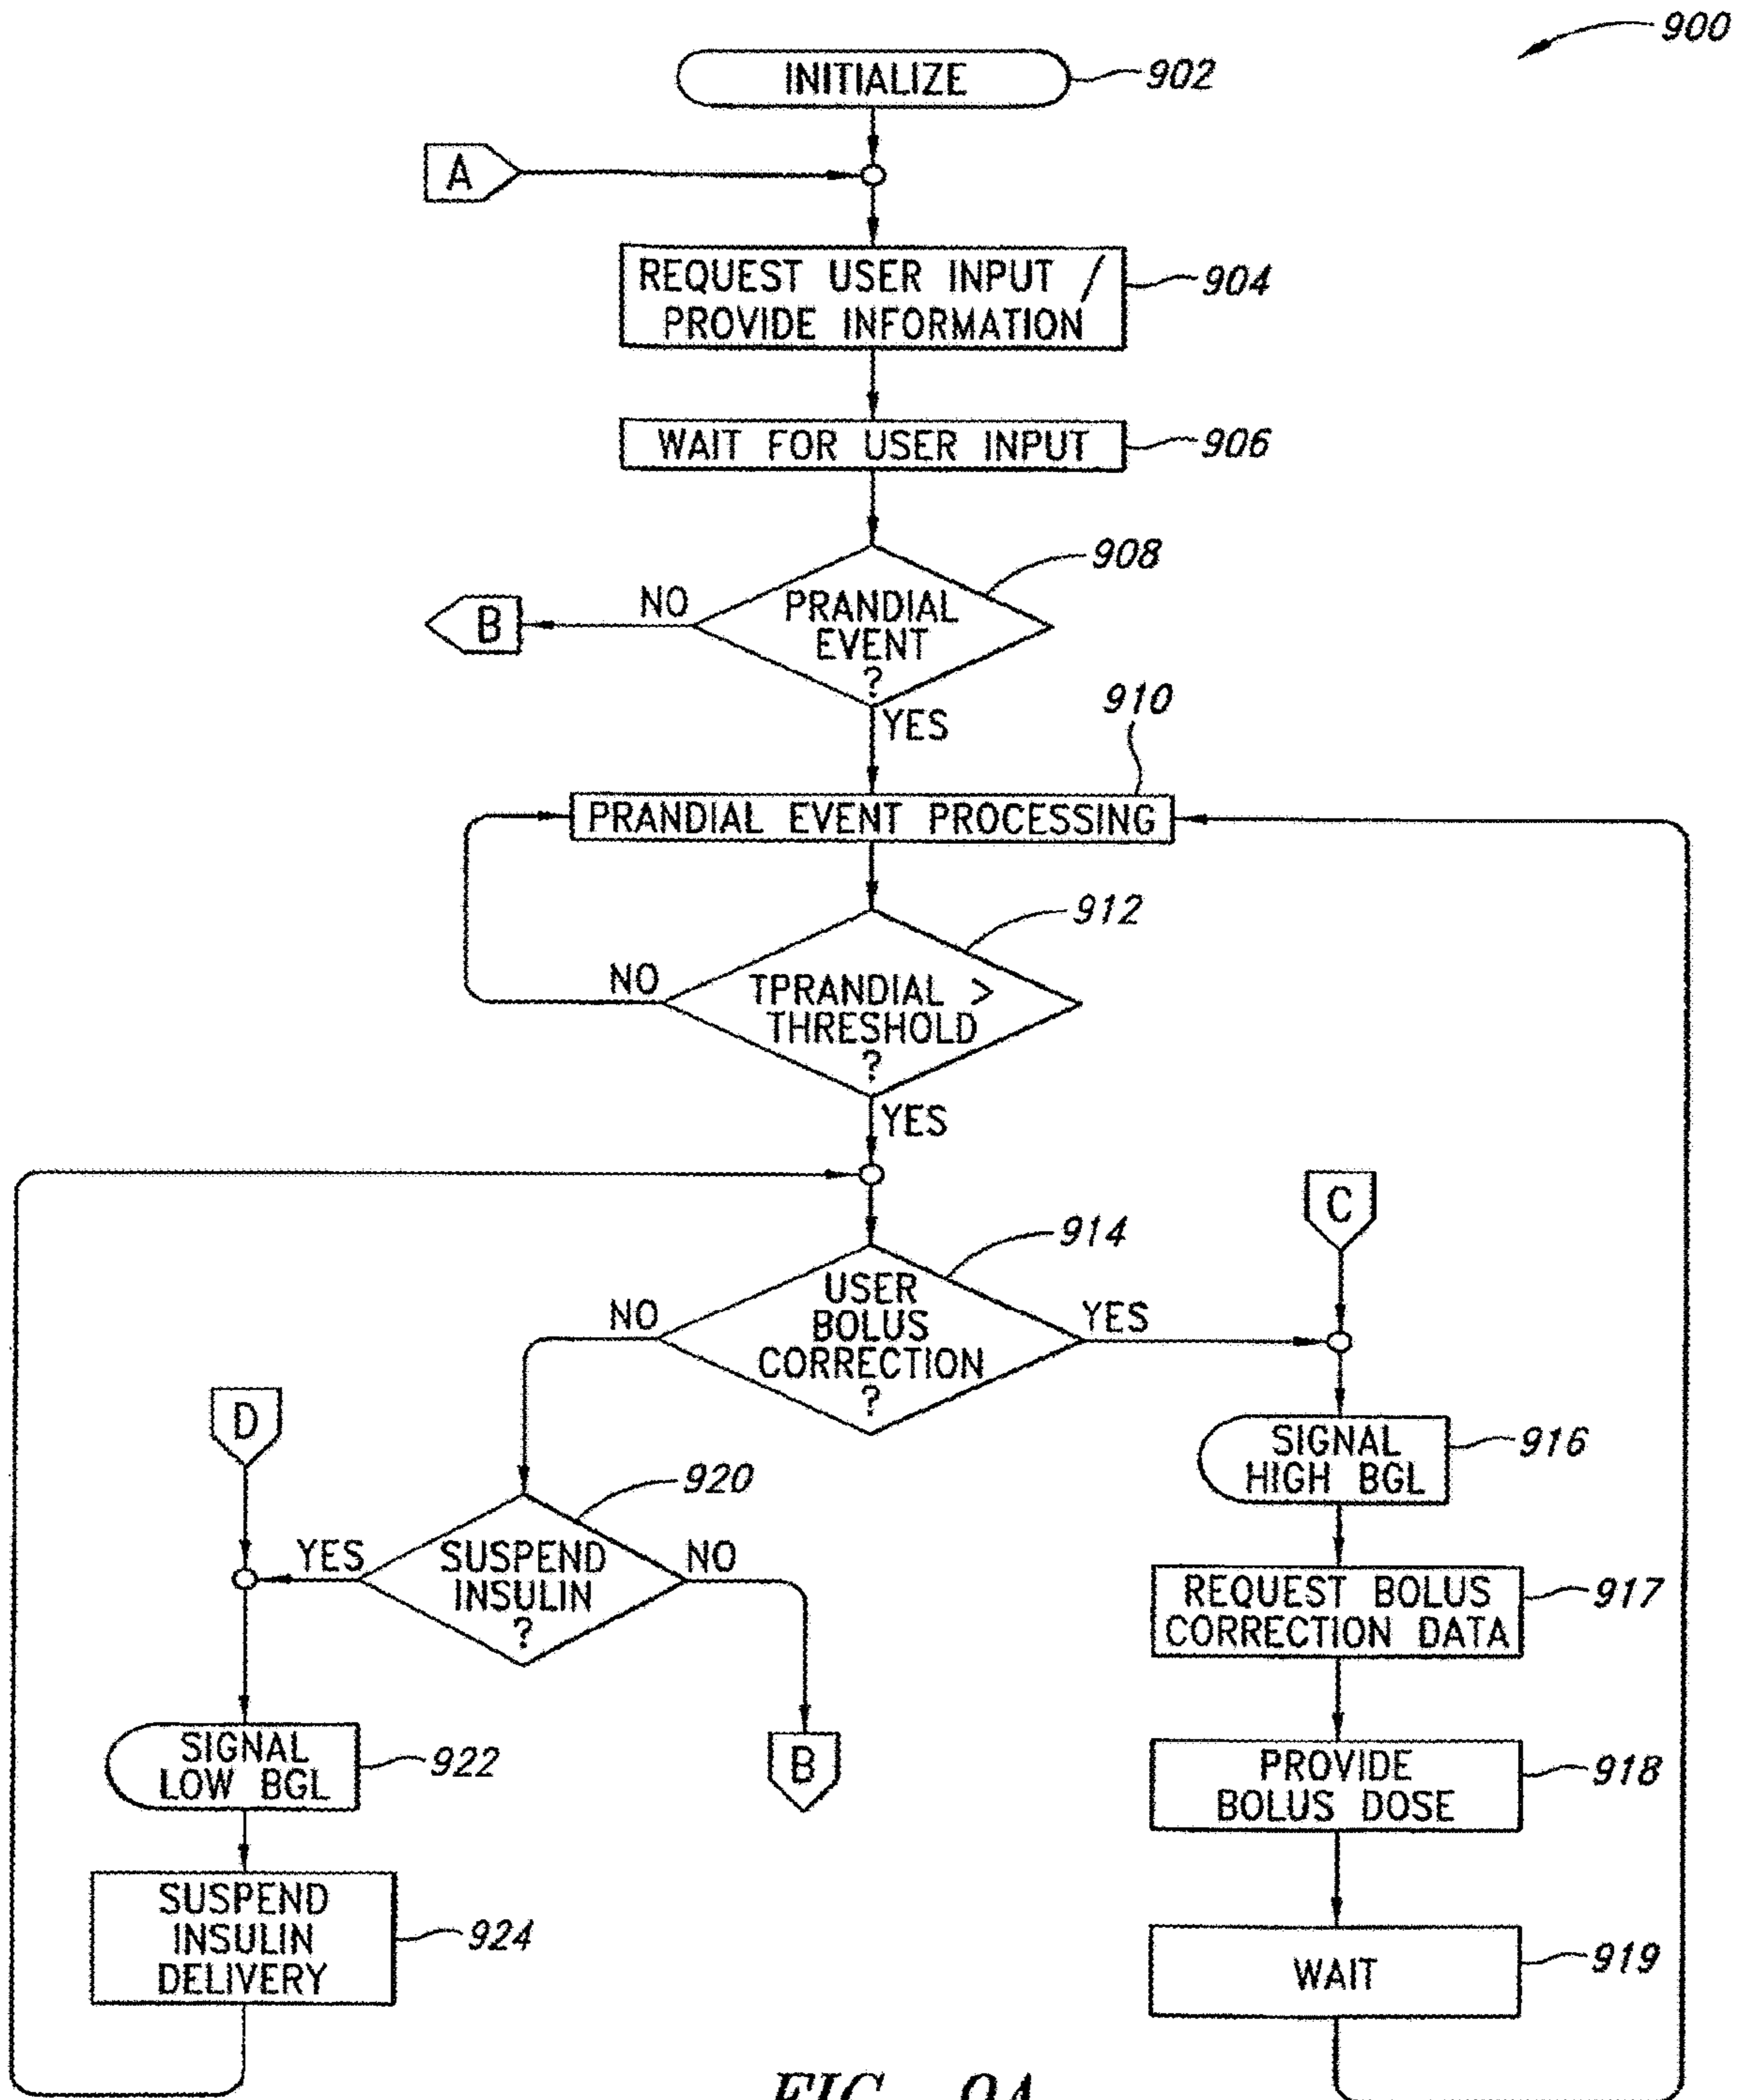 900
INITIALIZE
902
A
REQUEST USER INPUT /
PROVIDE INFORMATION
904
WAIT FOR USER INPUT
906
908
PRANDIAL
EVENT
?
NO
B
YES
910
PRANDIAL EVENT PROCESSING
912
TPRANDIAL >
THRESHOLD
?
NO
YES
C
914
USER
BOLUS
CORRECTION
?
NO
YES
D
SIGNAL
HIGH BGL
916
920
SUSPEND
INSULIN
?
YES
NO
REQUEST BOLUS
CORRECTION DATA
917
SIGNAL
LOW BGL
922
B
PROVIDE
BOLUS DOSE
918
SUSPEND
INSULIN
DELIVERY
924
WAIT
919
FIG. 9A